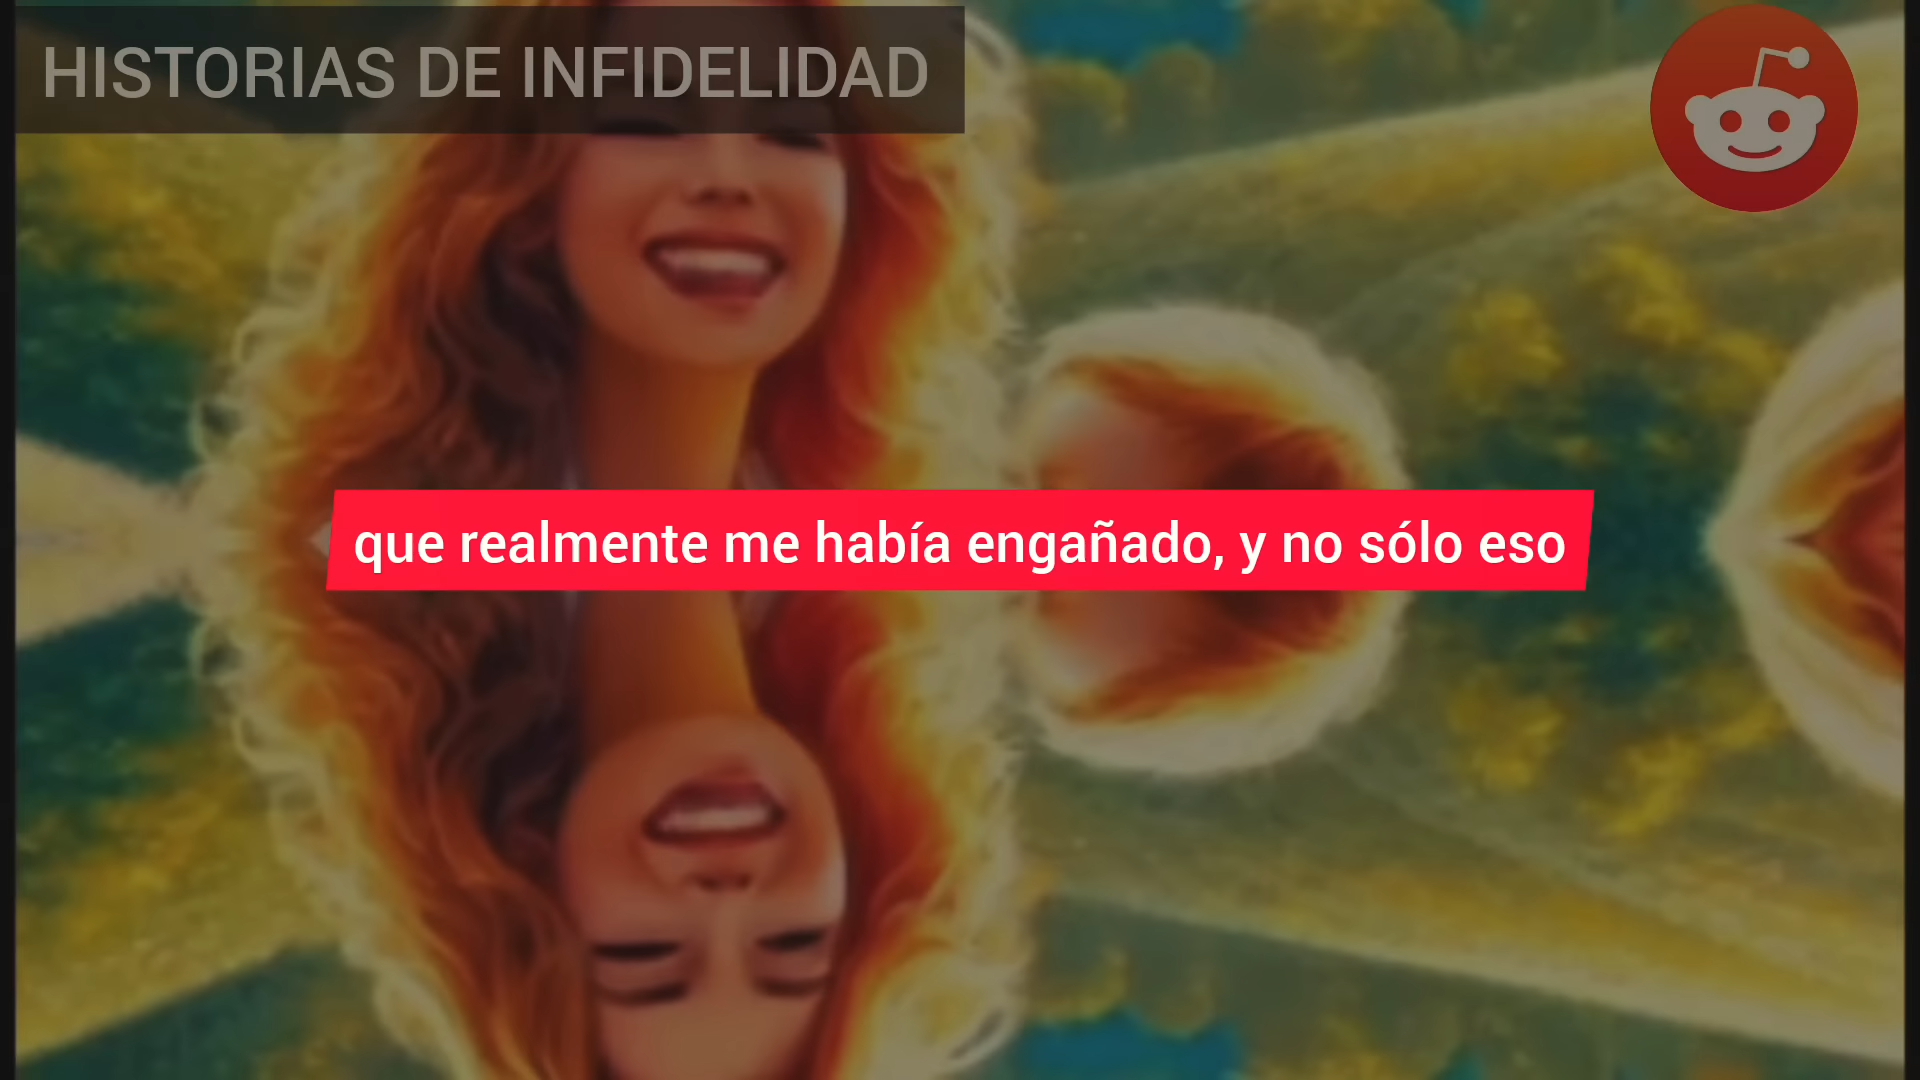 HISTORIAS DE INFIDELIDAD
que realmente me había engañado, y no sólo eso